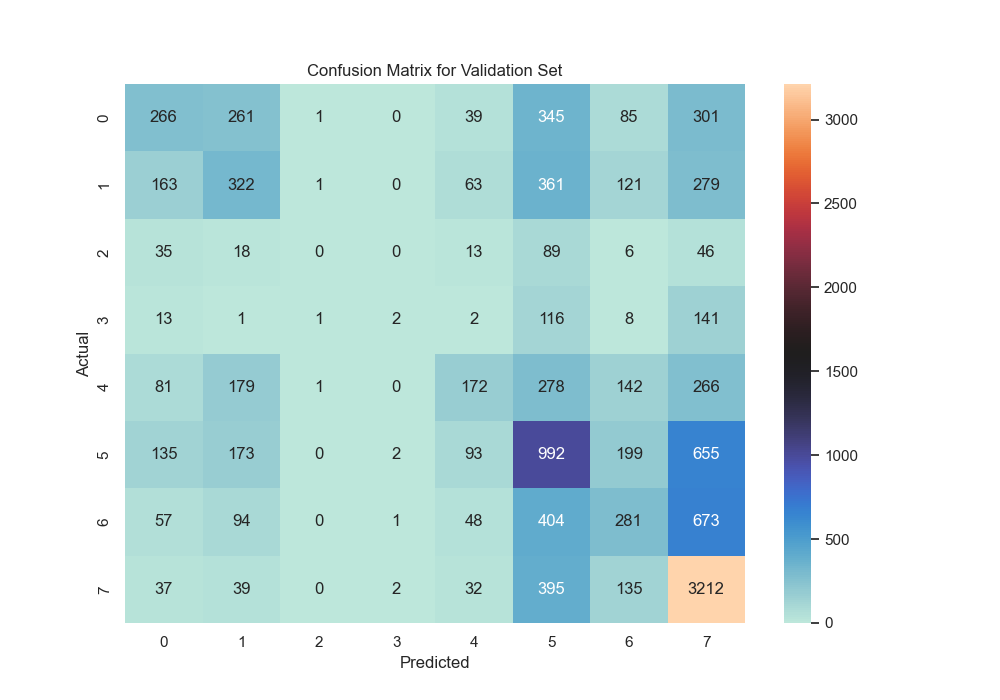 Confusion Matrix for Validation Set
0 266 261 1 0 39 345 85 301
1 163 322 1 0 63 361 121 279
2 35 18 0 0 13 89 6 46
3 13 1 1 2 2 116 8 141
4 81 179 1 0 172 278 142 266
5 135 173 0 2 93 992 199 655
6 57 94 0 1 48 404 281 673
7 37 39 0 2 32 395 135 3212
0 1 2 3 4 5 6 7
Predicted
Actual
3000
2500
2000
1500
1000
500
0